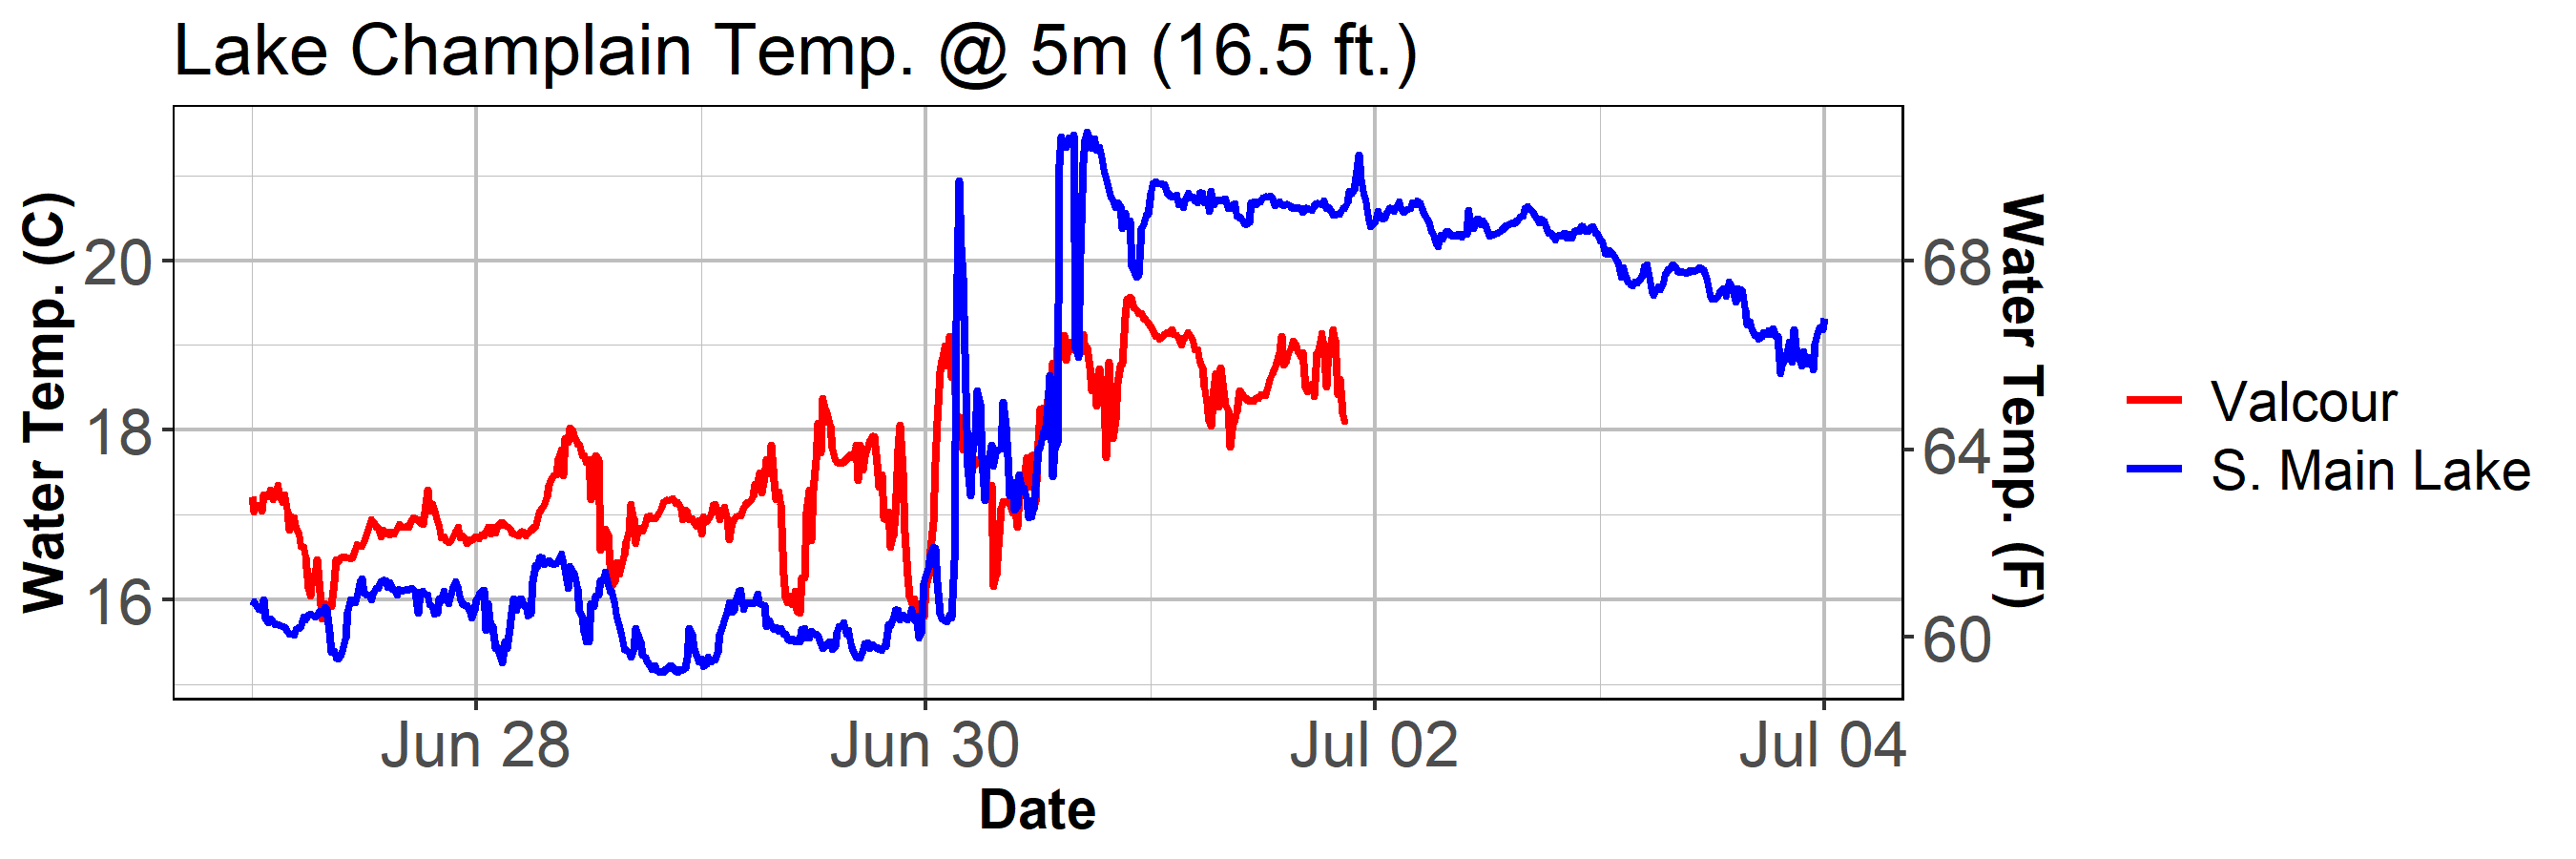 Lake Champlain Temp. @ 5m (16.5 ft.)
Water Temp. (C)
20
18
16
68
64
60
Water Temp. (F)
Jun 28
Jun 30
Jul 02
Jul 04
Date
Valcour
S. Main Lake